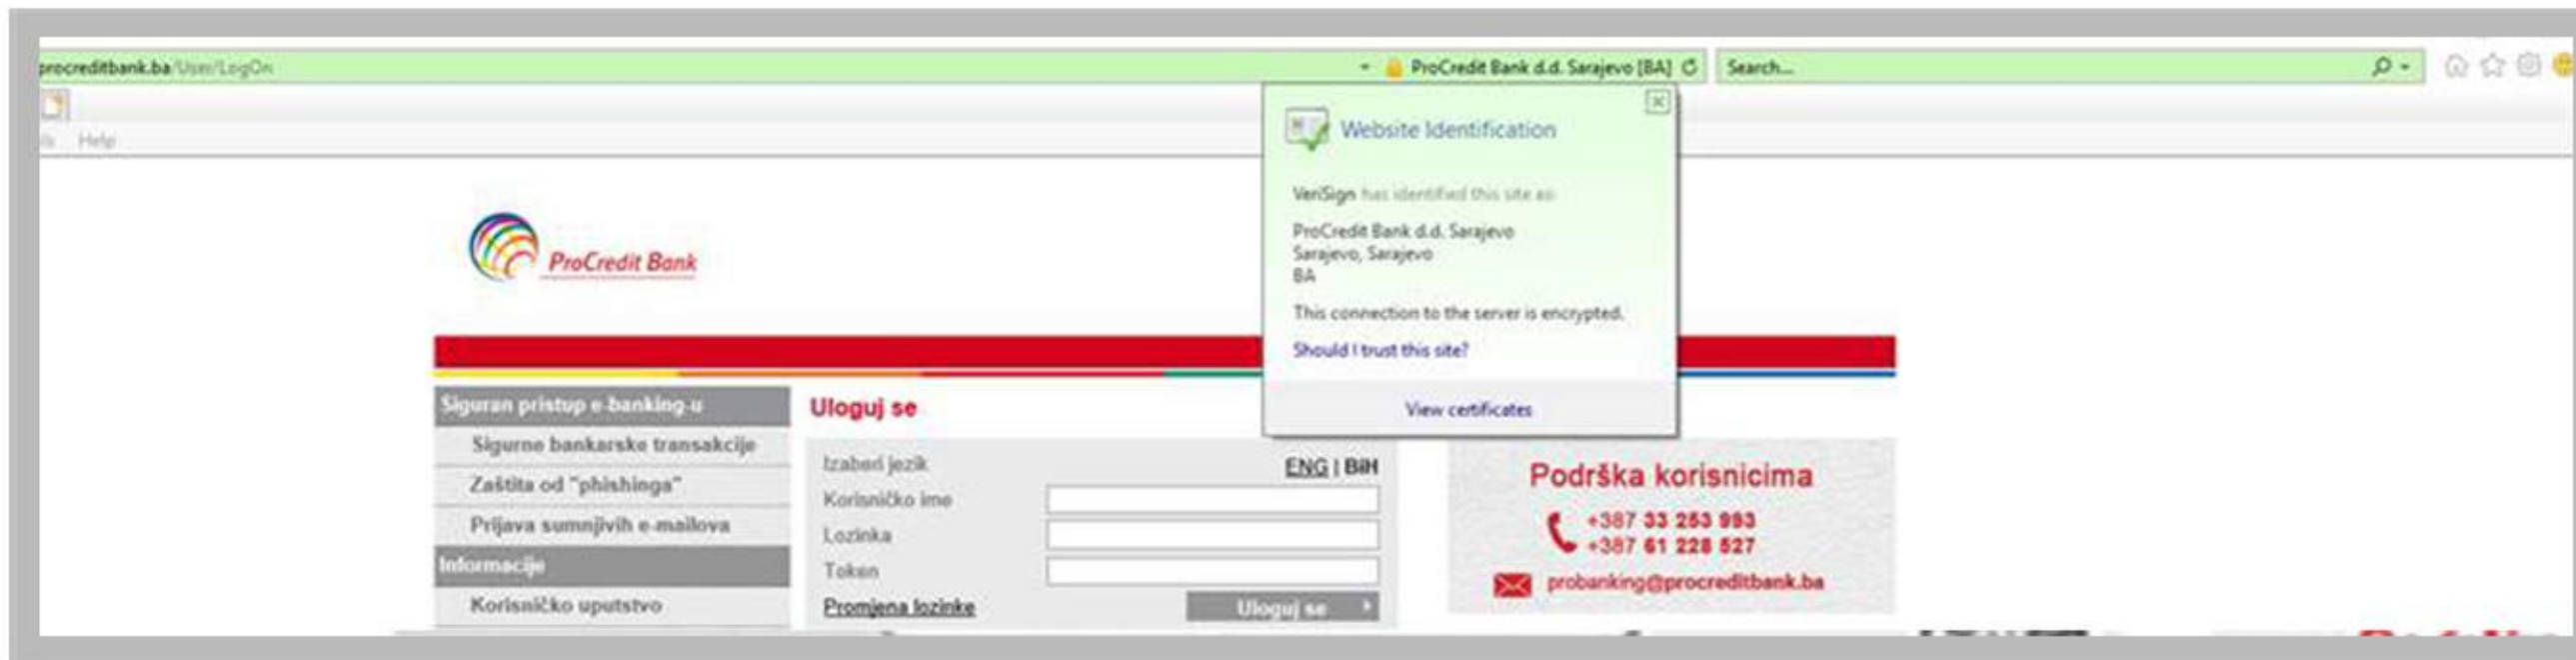 procreditbank.ba/User/LogOn
ProCredit Bank d.d. Sarajevo [BA]
Search...
Help
Website Identification
VeriSign has identified this site as:
ProCredit Bank d.d. Sarajevo
Sarajevo, Sarajevo
BA
This connection to the server is encrypted.
Should I trust this site?
View certificates
ProCredit Bank
Siguran pristup e-banking-u
Sigurne bankarske transakcije
Zaštita od "phishinga"
Prijava sumnjivih e-mailova
Informacije
Korisničko uputstvo
Uloguj se
Izaberi jezik
ENG | BiH
Korisničko ime
Lozinka
Token
Promjena lozinke
Uloguj se
Podrška korisnicima
+387 33 253 993
+387 61 228 527
probanking@procreditbank.ba